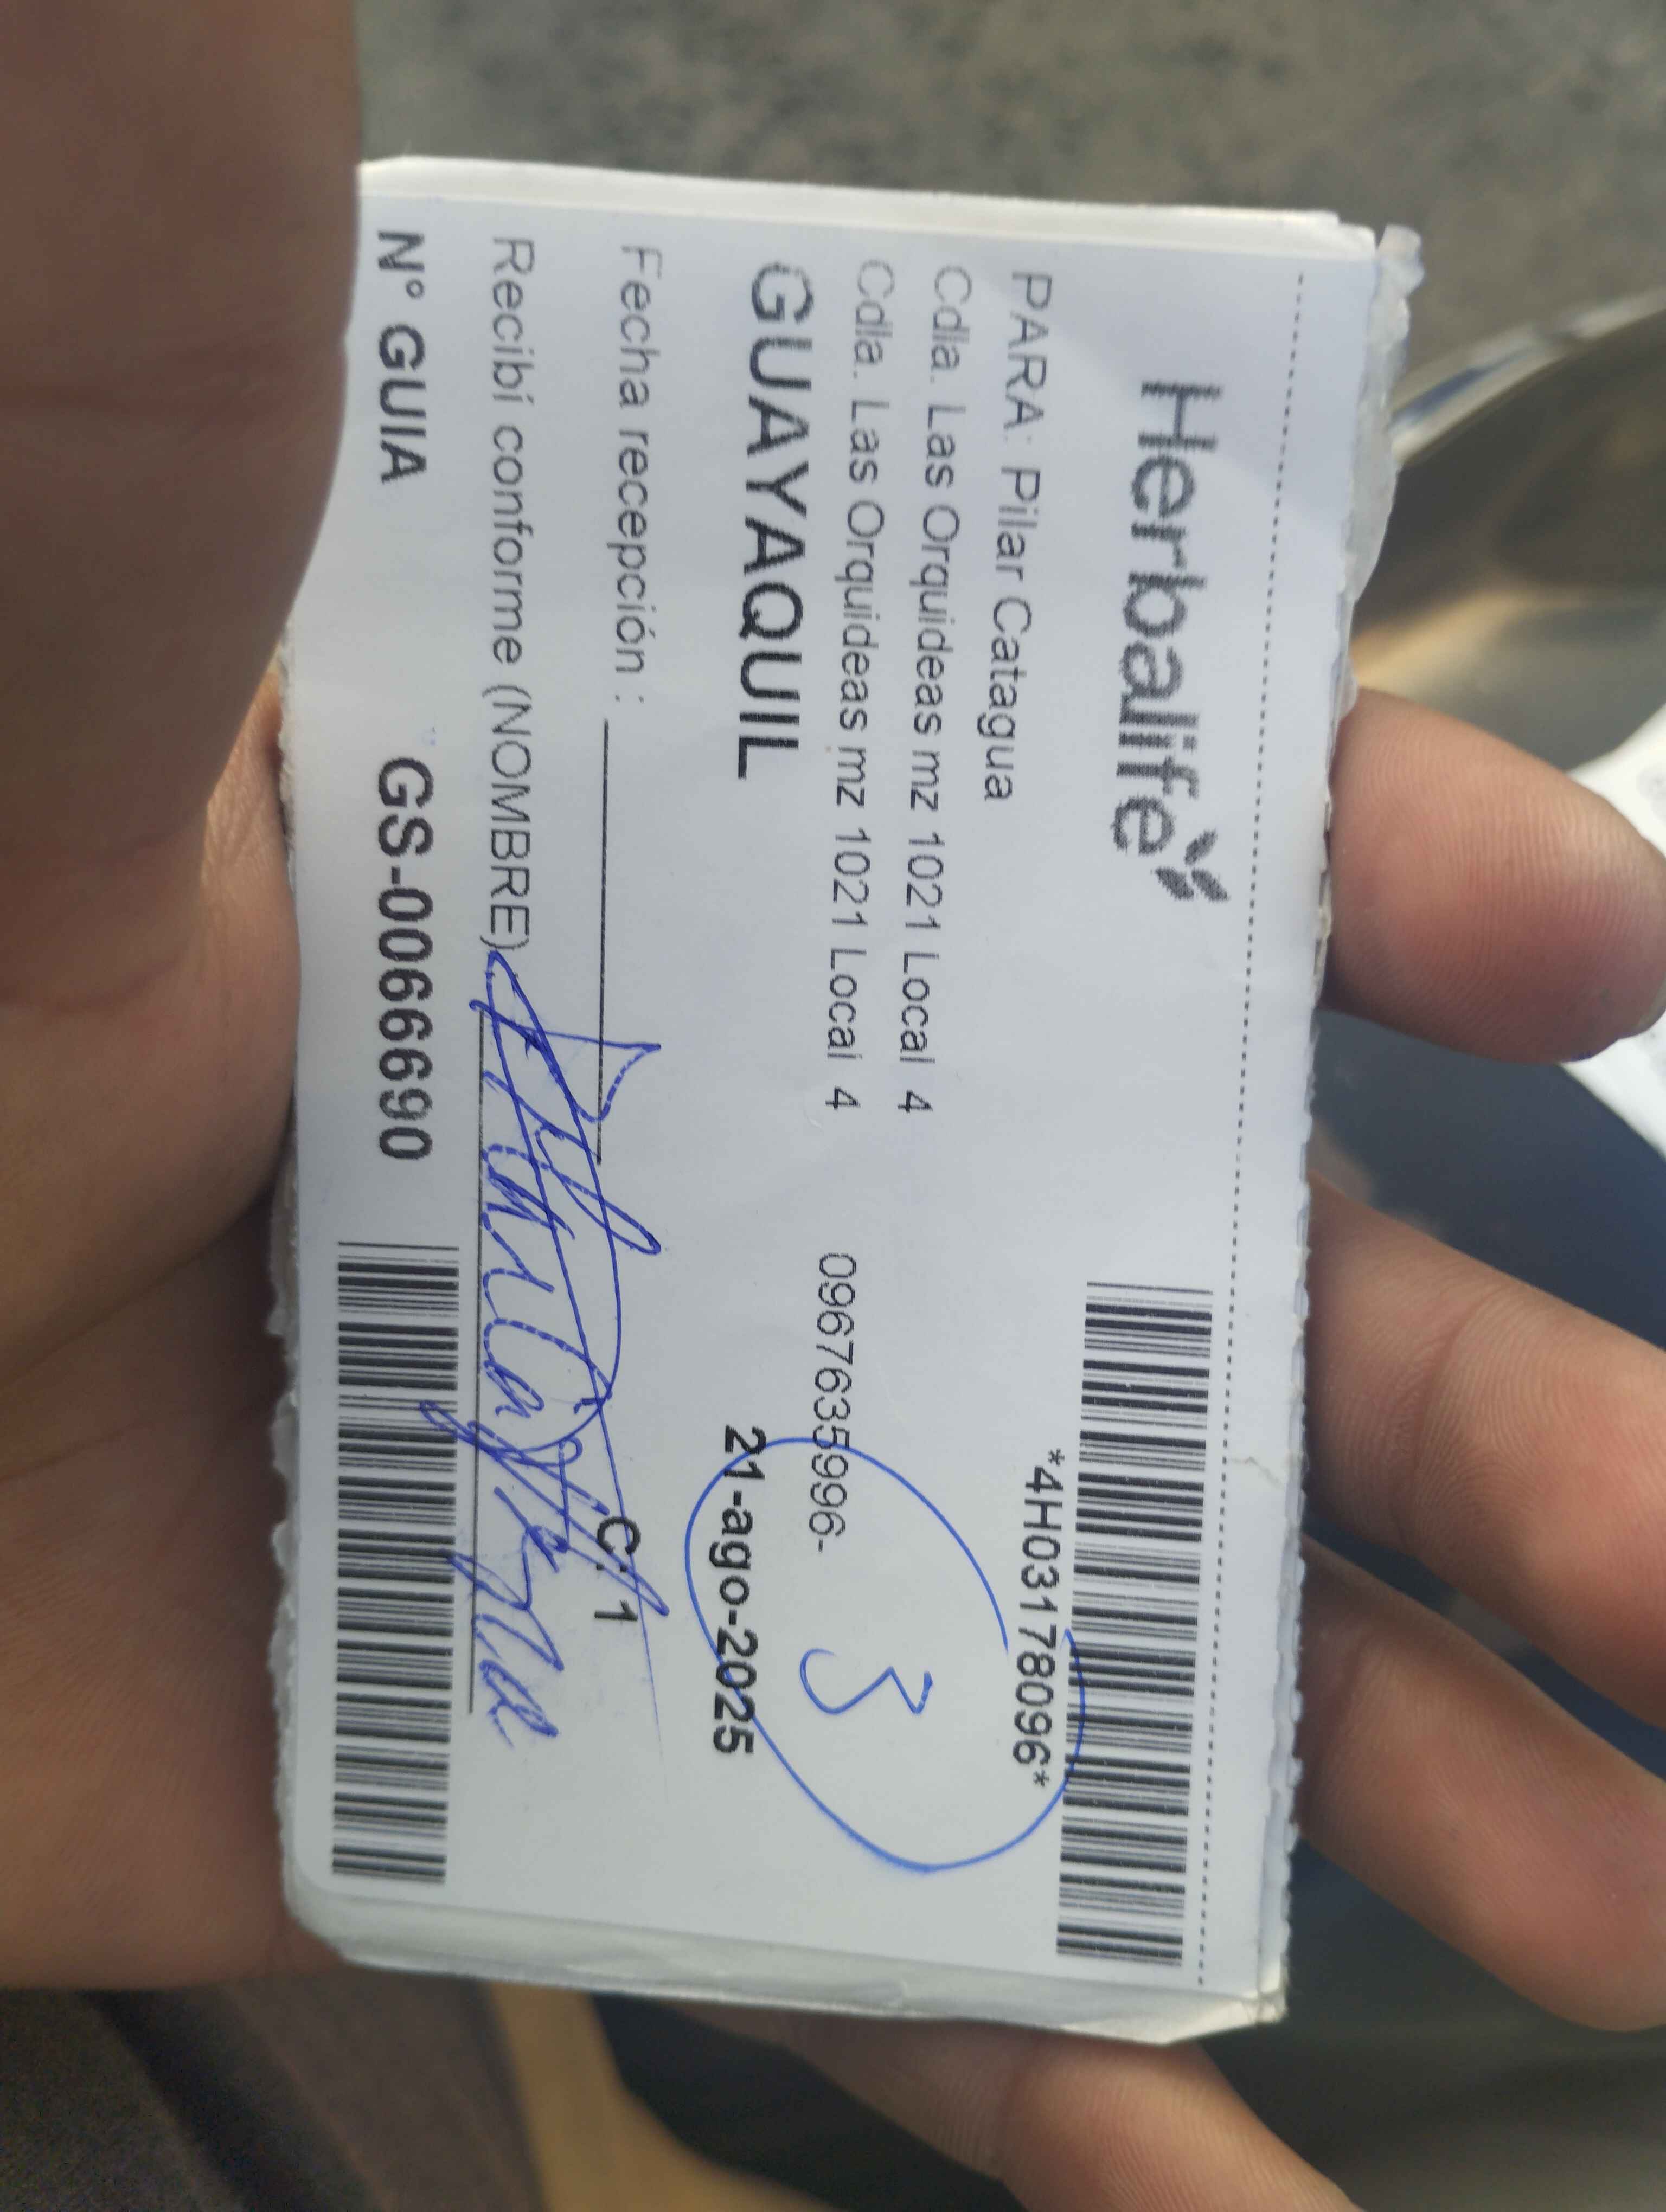 Herbalife
*4H03178096*
PARA: Pilar Catagua
Cdla. Las Orquideas mz 1021 Local 4
Cdla. Las Orquideas mz 1021 Local 4 0967635996-
3
GUAYAQUIL 21-ago-2025
Fecha recepción :
C. 1
Recibí conforme (NOMBRE)
N° GUIA GS-0066690